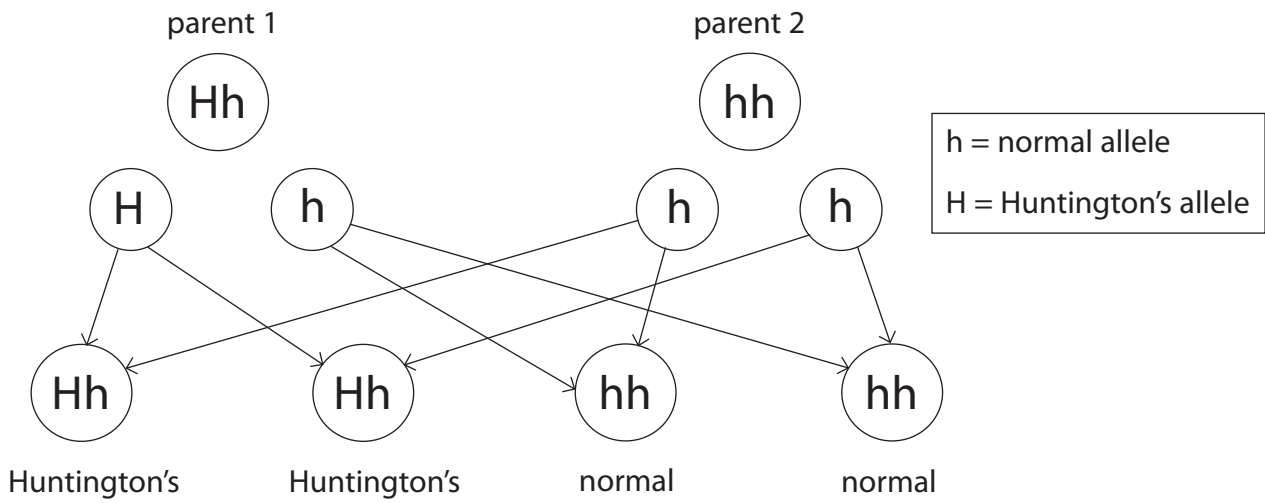 parent 1
parent 2
Hh
hh
h = normal allele
H = Huntington's allele
H
h
h
h
Hh
Hh
hh
hh
Huntington's
Huntington's
normal
normal